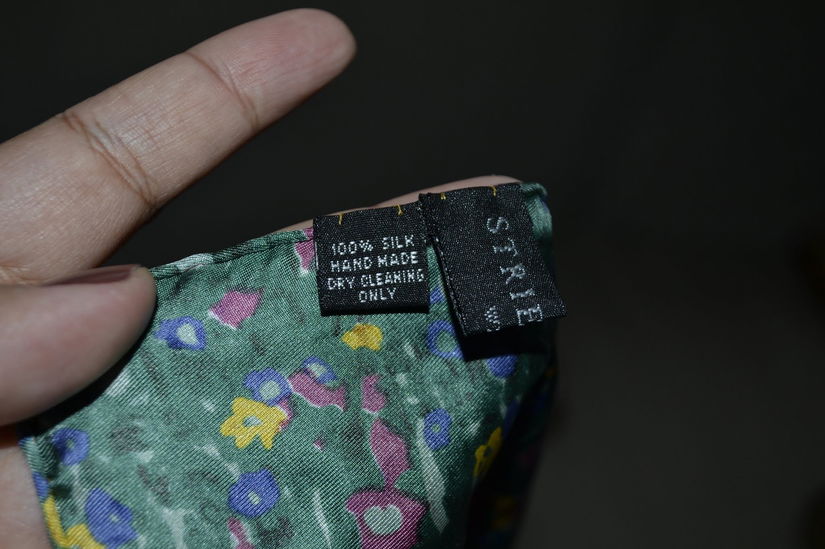 100% SILK
HAND MADE
DRY CLEANING
ONLY
STRIE